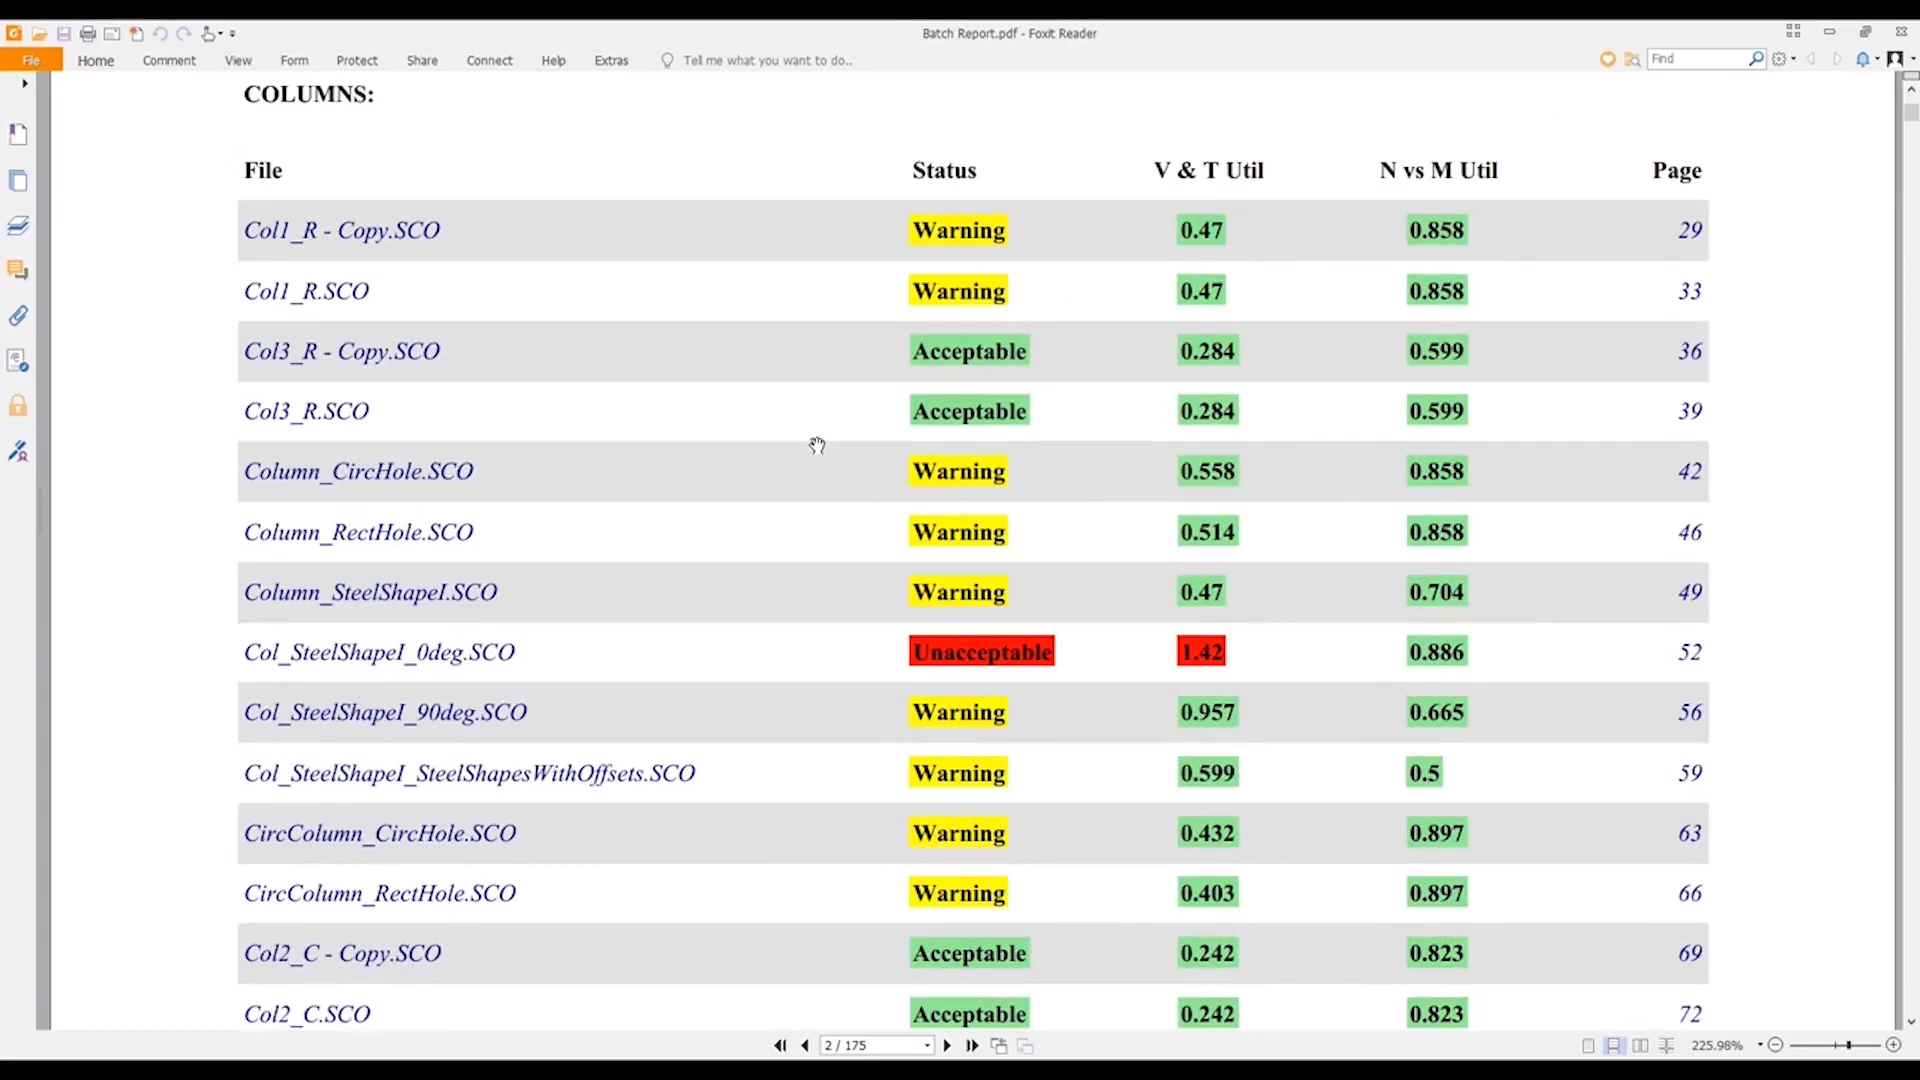 Batch Report.pdf - Foxit Reader
File Home Comment View Form Protect Share Connect Help Extras Tell me what you want to do.. Find
COLUMNS:
File Status V & T Util N vs M Util Page
Col1_R - Copy.SCO Warning 0.47 0.858 29
Col1_R.SCO Warning 0.47 0.858 33
Col3_R - Copy.SCO Acceptable 0.284 0.599 36
Col3_R.SCO Acceptable 0.284 0.599 39
Column_CircHole.SCO Warning 0.558 0.858 42
Column_RectHole.SCO Warning 0.514 0.858 46
Column_SteelShapeI.SCO Warning 0.47 0.704 49
Col_SteelShapeI_0deg.SCO Unacceptable 1.42 0.886 52
Col_SteelShapeI_90deg.SCO Warning 0.957 0.665 56
Col_SteelShapeI_SteelShapesWithOffsets.SCO Warning 0.599 0.5 59
CircColumn_CircHole.SCO Warning 0.432 0.897 63
CircColumn_RectHole.SCO Warning 0.403 0.897 66
Col2_C - Copy.SCO Acceptable 0.242 0.823 69
Col2_C.SCO Acceptable 0.242 0.823 72
2 / 175 225.98%